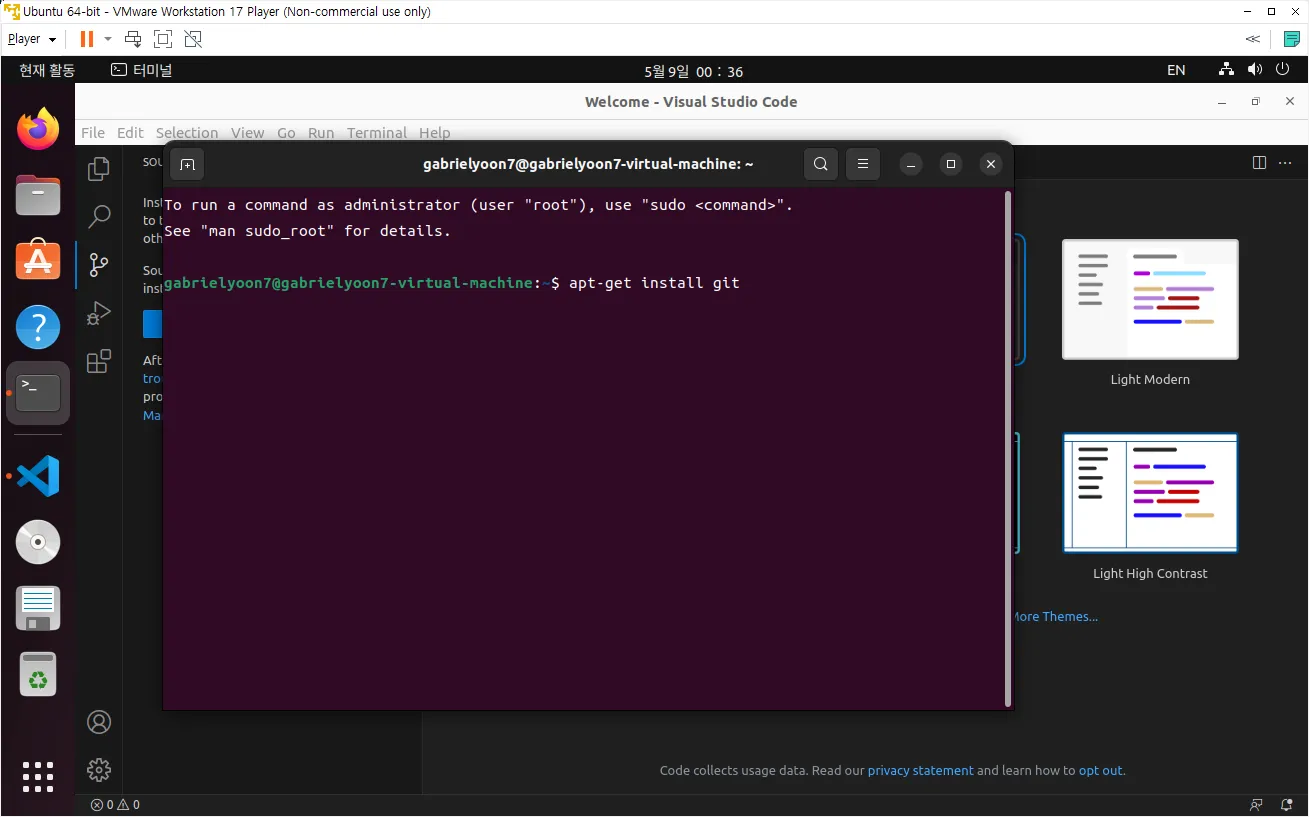 Ubuntu 64-bit - VMware Workstation 17 Player (Non-commercial use only)
Player
현재 활동
터미널
5월 9일 00 : 36
EN
Welcome - Visual Studio Code
File Edit Selection View Go Run Terminal Help
gabrielyoon7@gabrielyoon7-virtual-machine: ~
To run a command as administrator (user "root"), use "sudo <command>".
See "man sudo_root" for details.
gabrielyoon7@gabrielyoon7-virtual-machine:~$ apt-get install git
Light Modern
Light High Contrast
More Themes...
Code collects usage data. Read our privacy statement and learn how to opt out.
0 0